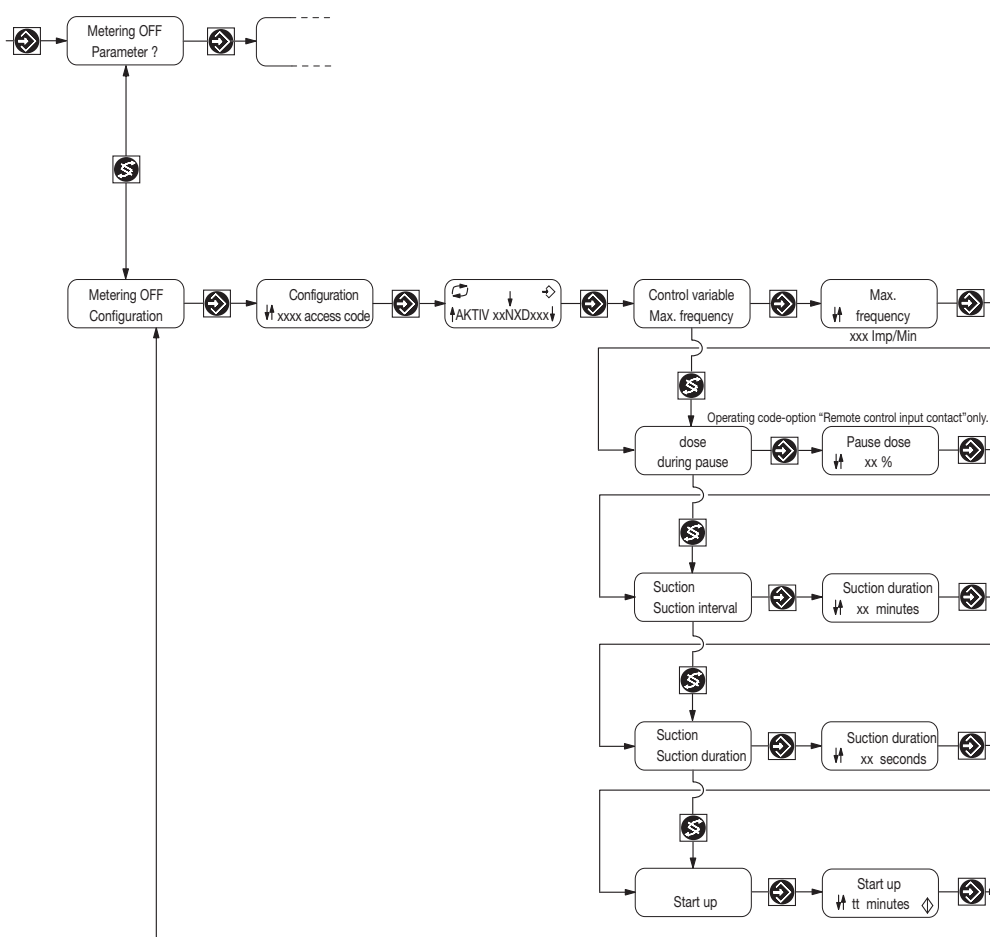 Metering OFF
Parameter ?
Metering OFF
Configuration
Configuration
xxxx access code
AKTIV xxNXDxxx
Control variable
Max. frequency
Max.
frequency
xxx Imp/Min
Operating code-option “Remote control input contact”only.
dose
during pause
Pause dose
xx %
Suction
Suction interval
Suction duration
xx minutes
Suction
Suction duration
Suction duration
xx seconds
Start up
Start up
tt minutes